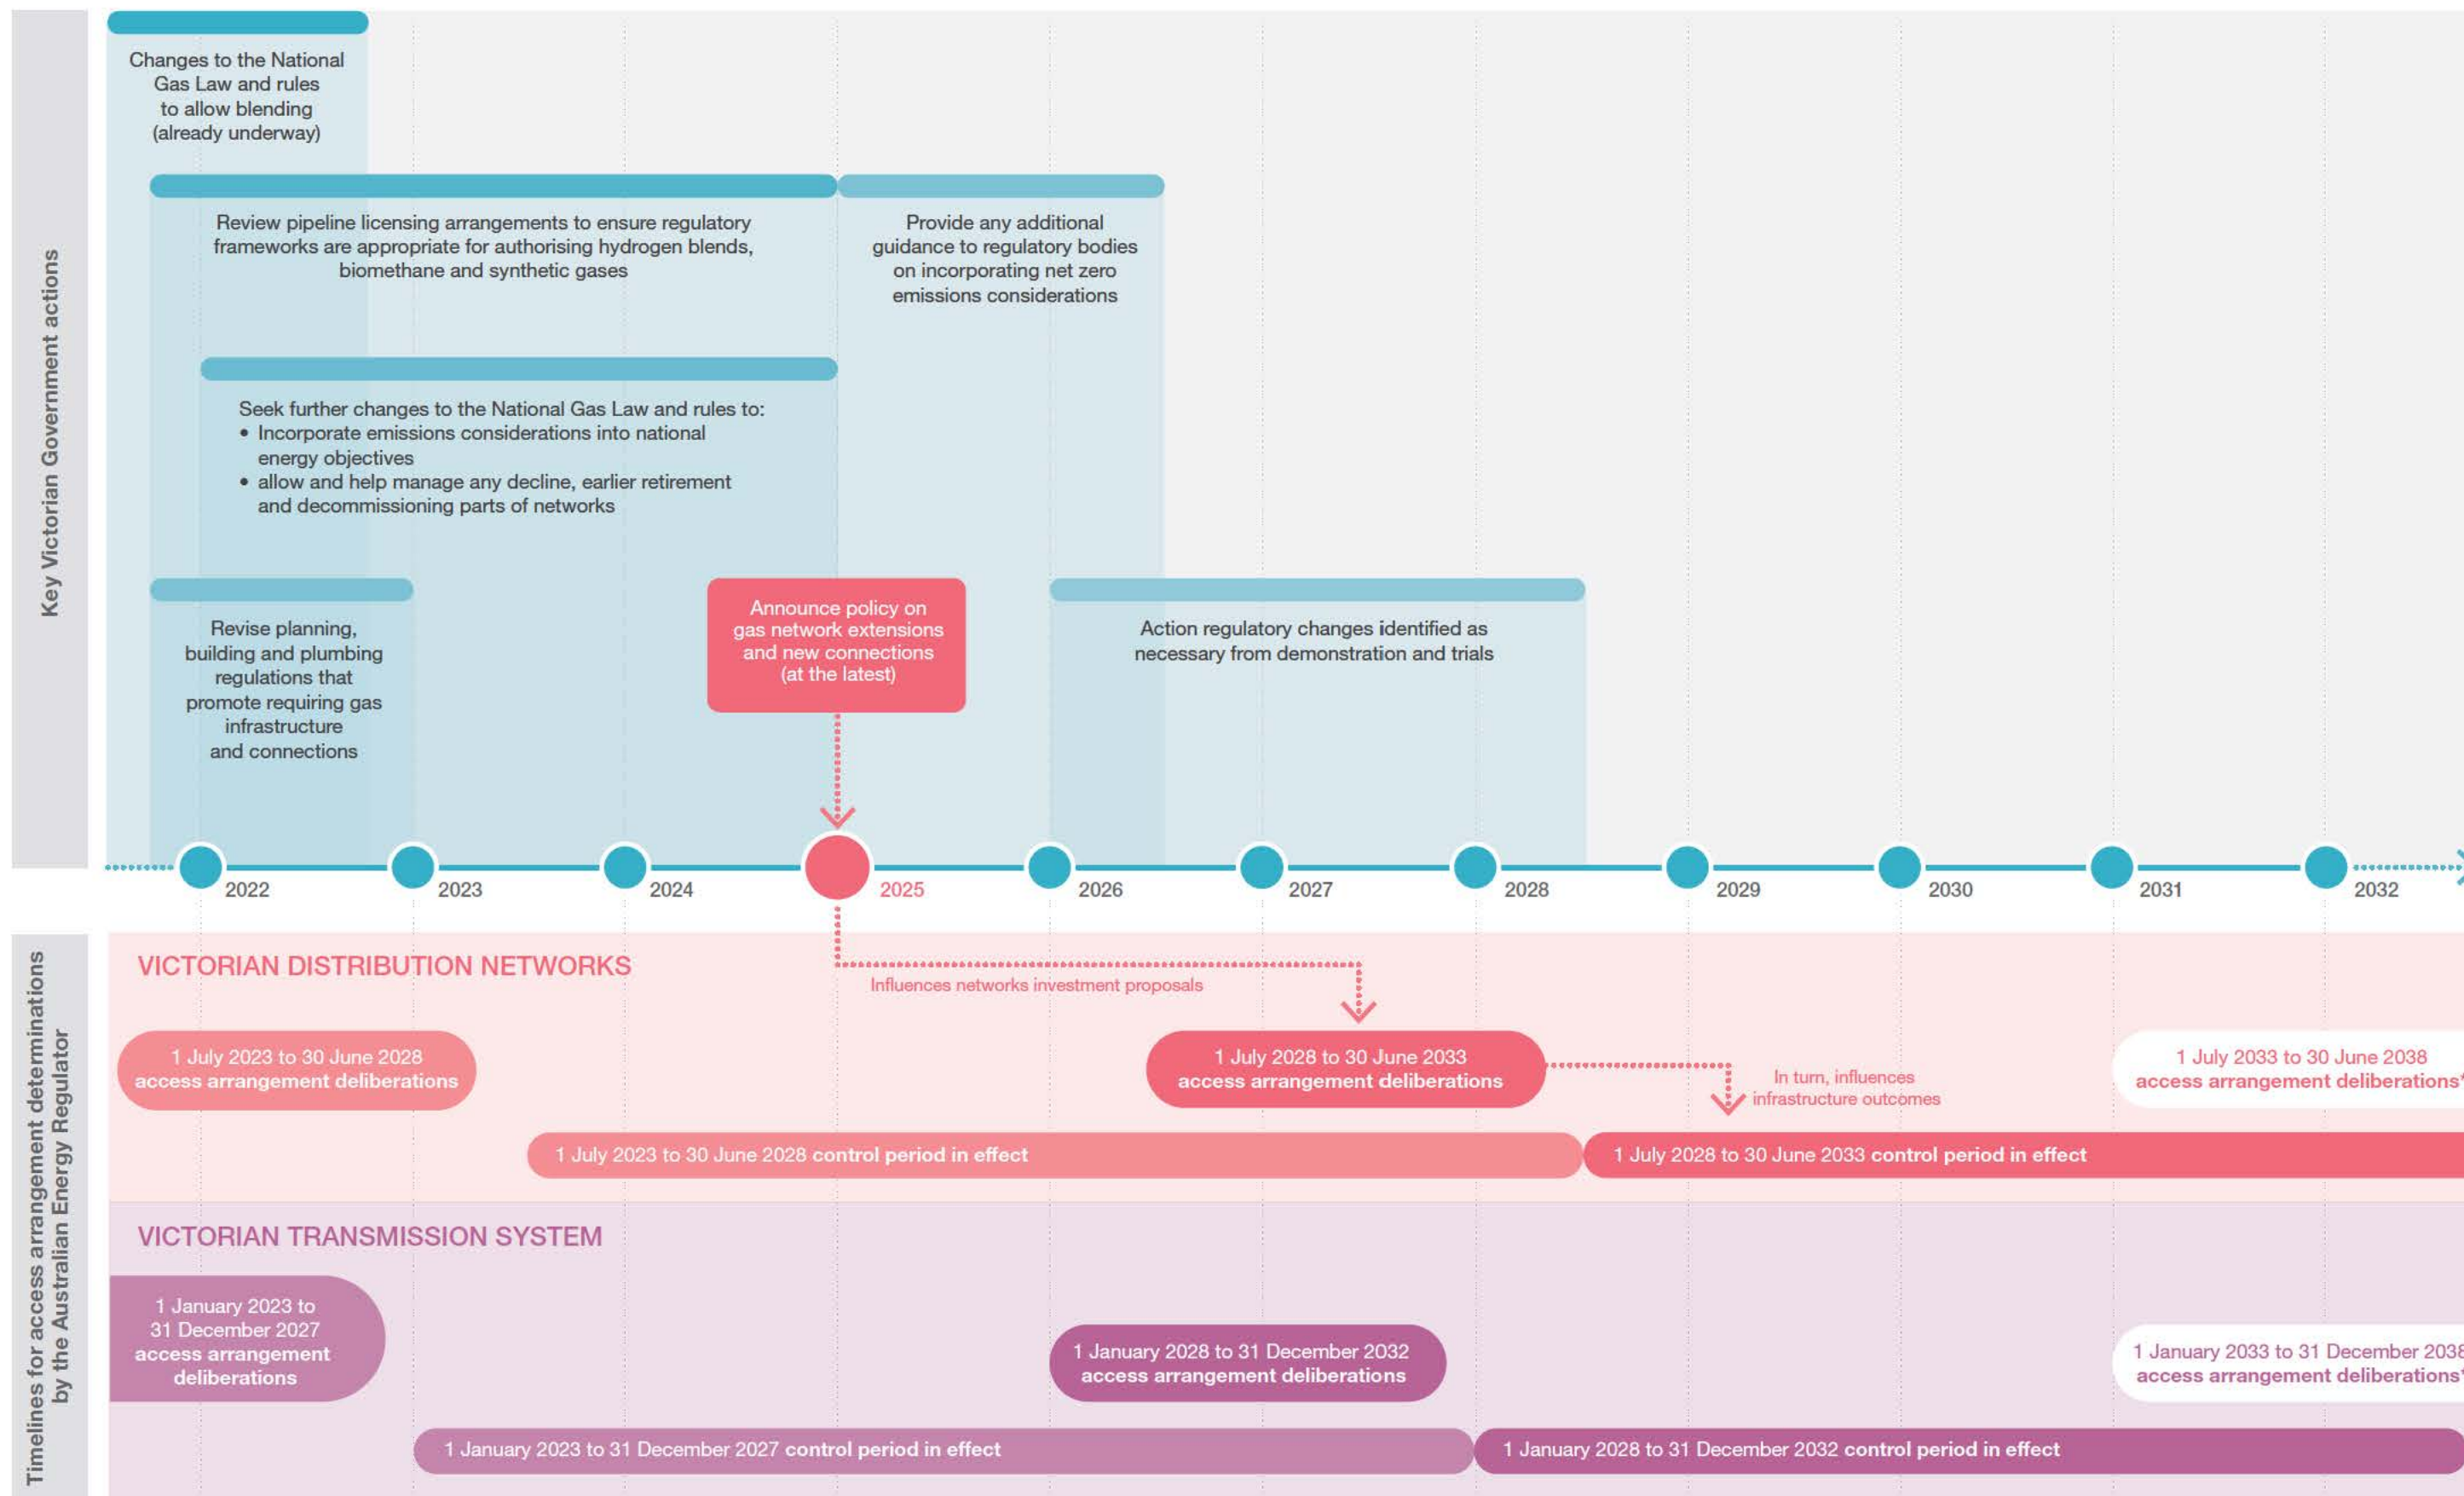 Key Victorian Government actions
Changes to the National
Gas Law and rules
to allow blending
(already underway)
Review pipeline licensing arrangements to ensure regulatory
frameworks are appropriate for authorising hydrogen blends,
biomethane and synthetic gases
Provide any additional
guidance to regulatory bodies
on incorporating net zero
emissions considerations
Seek further changes to the National Gas Law and rules to:
• Incorporate emissions considerations into national
energy objectives
• allow and help manage any decline, earlier retirement
and decommissioning parts of networks
Revise planning,
building and plumbing
regulations that
promote requiring gas
infrastructure
and connections
Announce policy on
gas network extensions
and new connections
(at the latest)
Action regulatory changes identified as
necessary from demonstration and trials
2022
2023
2024
2025
2026
2027
2028
2029
2030
2031
2032
Timelines for access arrangement determinations
by the Australian Energy Regulator
VICTORIAN DISTRIBUTION NETWORKS
Influences networks investment proposals
1 July 2023 to 30 June 2028
access arrangement deliberations
1 July 2028 to 30 June 2033
access arrangement deliberations
In turn, influences
infrastructure outcomes
1 July 2033 to 30 June 2038
access arrangement deliberations*
1 July 2023 to 30 June 2028 control period in effect
1 July 2028 to 30 June 2033 control period in effect
VICTORIAN TRANSMISSION SYSTEM
1 January 2023 to
31 December 2027
access arrangement
deliberations
1 January 2028 to 31 December 2032
access arrangement deliberations
1 January 2033 to 31 December 2038
access arrangement deliberations*
1 January 2023 to 31 December 2027 control period in effect
1 January 2028 to 31 December 2032 control period in effect